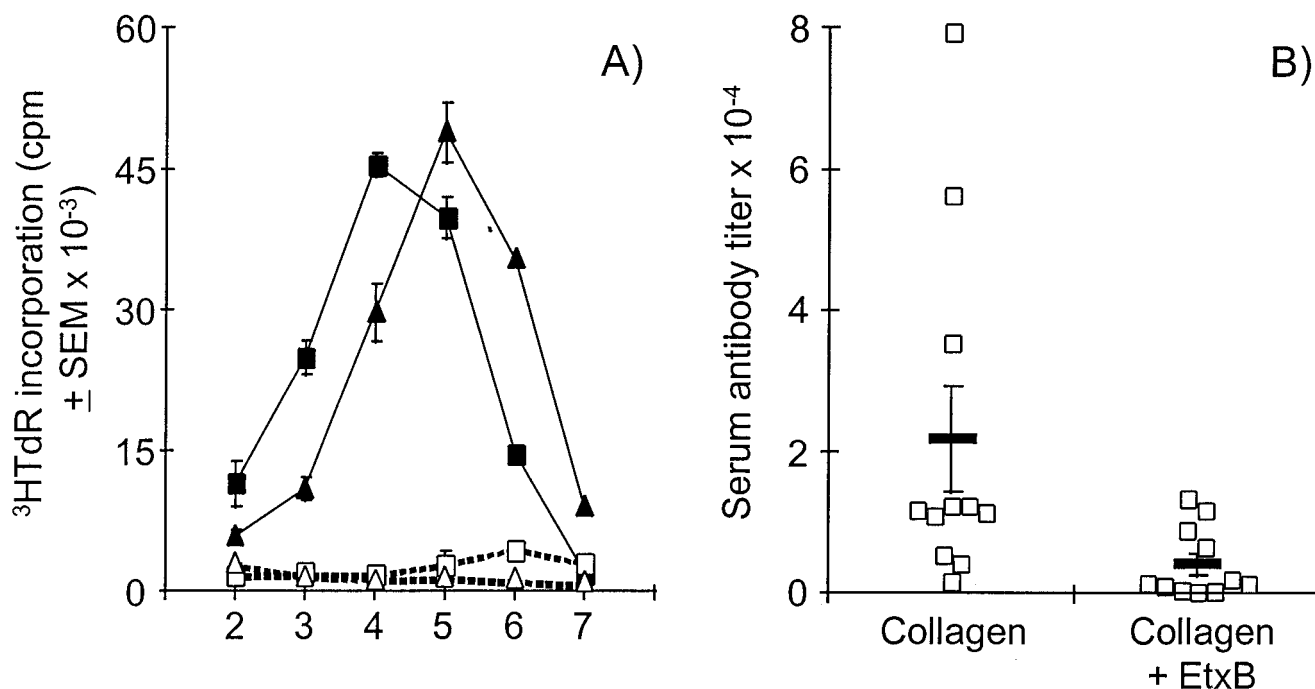 A)
³HTdR incorporation (cpm
± SEM x 10⁻³)
60
45
30
15
0
2 3 4 5 6 7
B)
Serum antibody titer x 10⁻⁴
8
6
4
2
0
Collagen
Collagen
+ EtxB